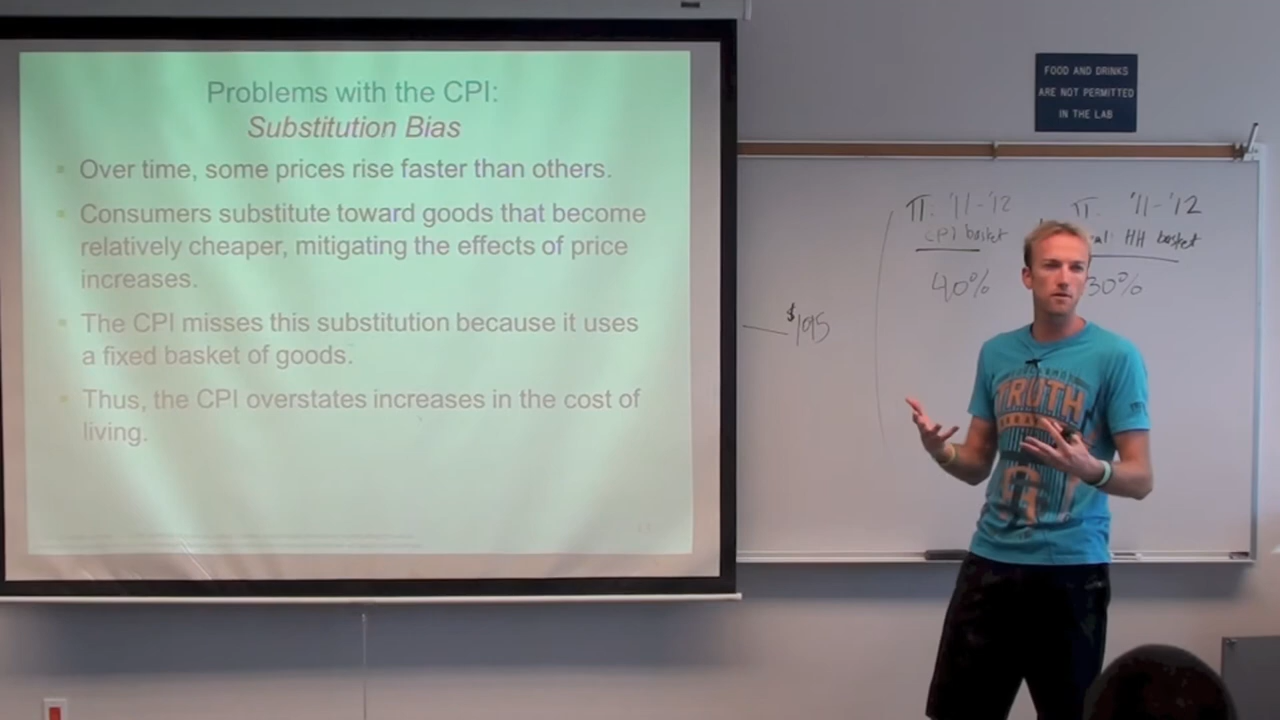 Problems with the CPI:
Substitution Bias
Over time, some prices rise faster than others.
Consumers substitute toward goods that become
relatively cheaper, mitigating the effects of price
increases.
The CPI misses this substitution because it uses
a fixed basket of goods.
Thus, the CPI overstates increases in the cost of
living.
FOOD AND DRINKS
ARE NOT PERMITTED
IN THE LAB
π: '11-'12
CPI basket
40%
π: '11-'12
HH basket
30%
$1095
TRUTH